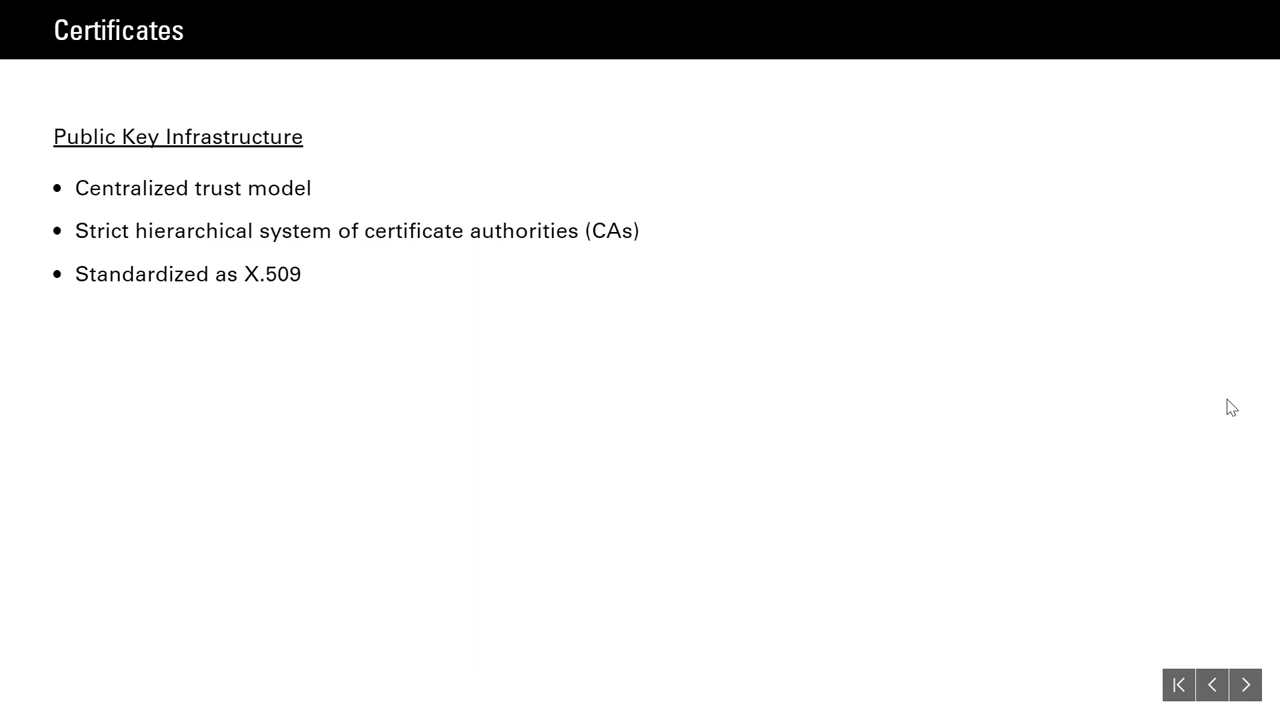 Certificates
Public Key Infrastructure
• Centralized trust model
• Strict hierarchical system of certificate authorities (CAs)
• Standardized as X.509